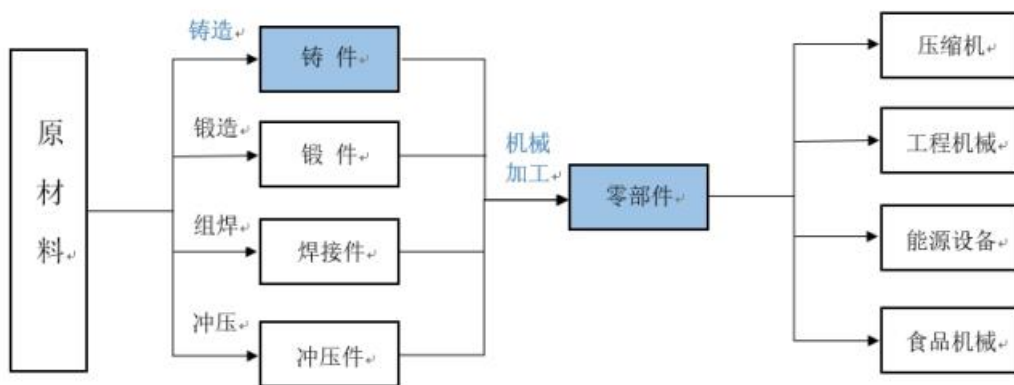 原
材
料
铸造
铸 件
锻造
锻 件
组焊
焊接件
冲压
冲压件
机械
加工
零部件
压缩机
工程机械
能源设备
食品机械